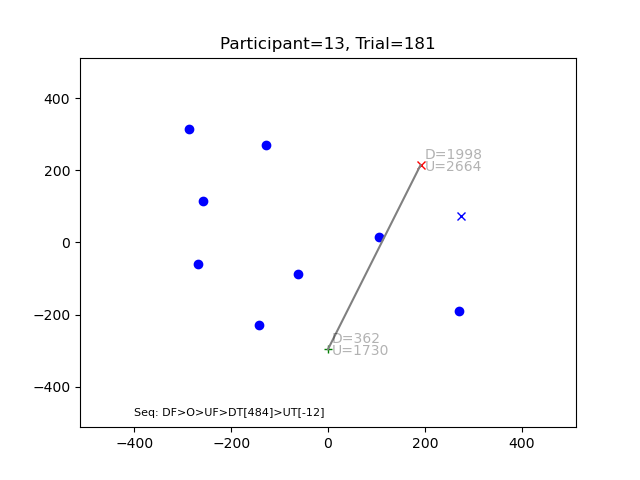 Participant=13, Trial=181
400
200
0
−200
−400
D=1998
U=2664
D=362
U=1730
Seq: DF>O>UF>DT[484]>UT[-12]
−400
−200
0
200
400